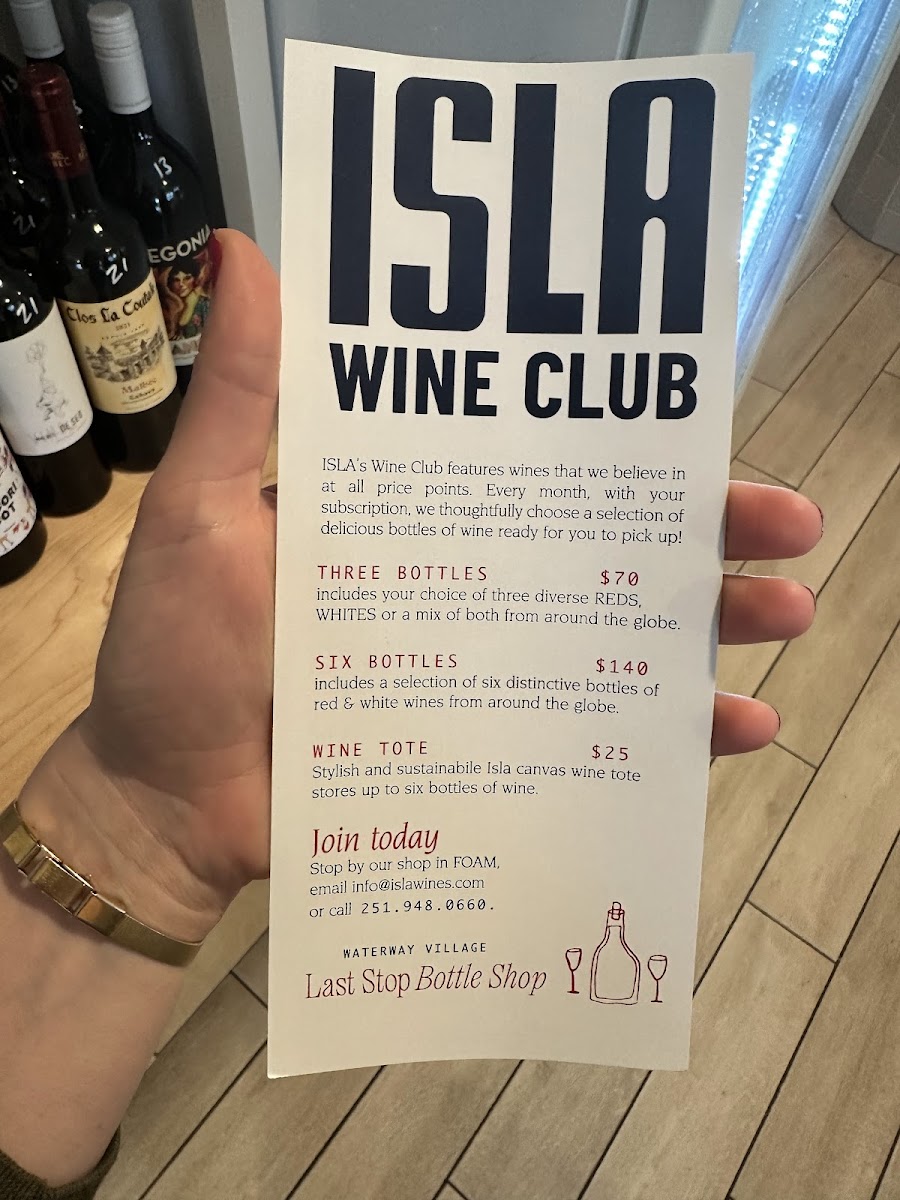 ISLA
WINE CLUB
ISLA's Wine Club features wines that we believe in
at all price points. Every month, with your
subscription, we thoughtfully choose a selection of
delicious bottles of wine ready for you to pick up!
THREE BOTTLES $70
includes your choice of three diverse REDS,
WHITES or a mix of both from around the globe.
SIX BOTTLES $140
includes a selection of six distinctive bottles of
red & white wines from around the globe.
WINE TOTE $25
Stylish and sustainabile Isla canvas wine tote
stores up to six bottles of wine.
Join today
Stop by our shop in FOAM,
email info@islawines.com
or call 251.948.0660.
WATERWAY VILLAGE
Last Stop Bottle Shop
13
EGONIA
21
Clos La Coutale
Malbec
21
21